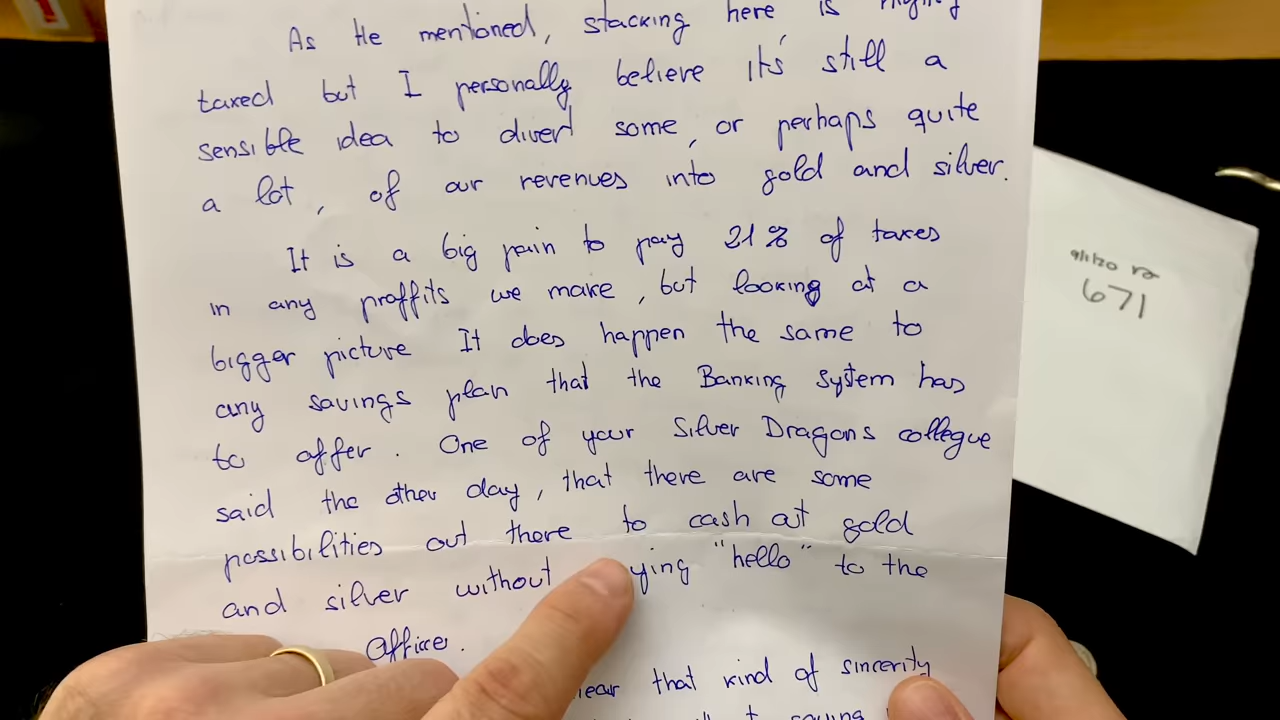 As He mentioned, stacking here is highly
taxed but I personally believe it's still a
sensible idea to divert some, or perhaps quite
a lot, of our revenues into gold and silver.
It is a big pain to pay 21% of taxes
in any proffits we make, but looking at a
bigger picture It does happen the same to
any savings plan that the Banking System has
to offer. One of your Silver Dragons collegue
said the other day, that there are some
possibilities out there to cash at gold
and silver without ying "hello" to the
Office.
that kind of sincerity
saying
671